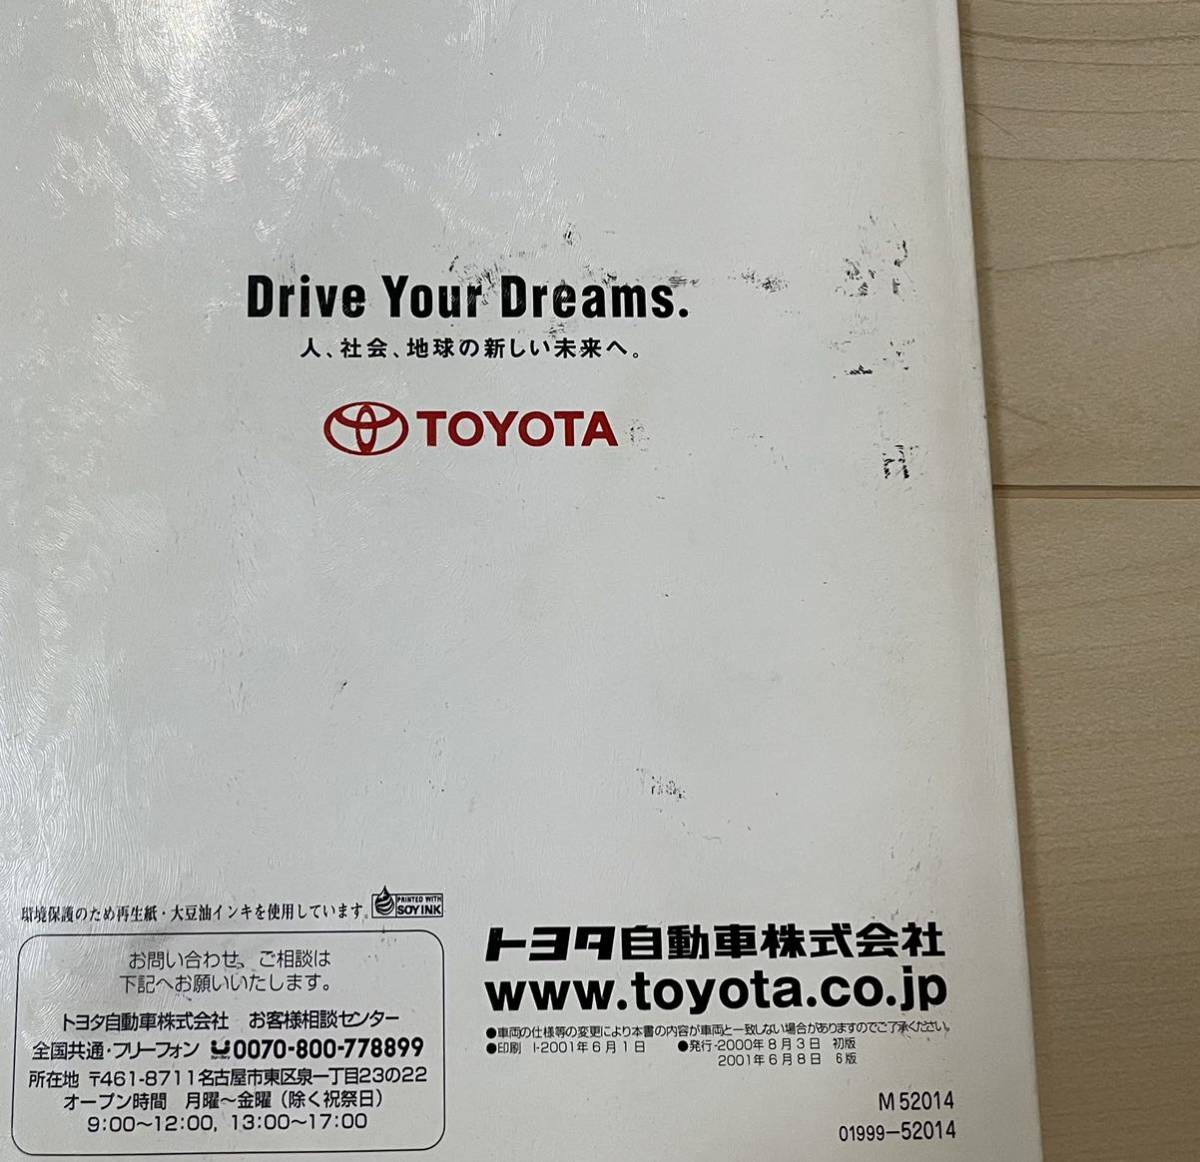 Drive Your Dreams.
人、社会、地球の新しい未来へ。
TOYOTA
環境保護のため再生紙・大豆油インキを使用しています。
PRINTED WITH
SOY INK
お問い合わせ、ご相談は
下記へお願いいたします。
トヨタ自動車株式会社 お客様相談センター
全国共通・フリーフォン 0070-800-778899
所在地 〒461-8711名古屋市東区泉一丁目23の22
オープン時間 月曜〜金曜（除く祝祭日）
9:00〜12:00, 13:00〜17:00
トヨタ自動車株式会社
www.toyota.co.jp
●車両の仕様等の変更により本書の内容が車両と一致しない場合がありますのでご了承ください。
●印刷 I-2001年6月1日 ●発行-2000年8月3日 初版
2001年6月8日 6版
M 52014
01999-52014